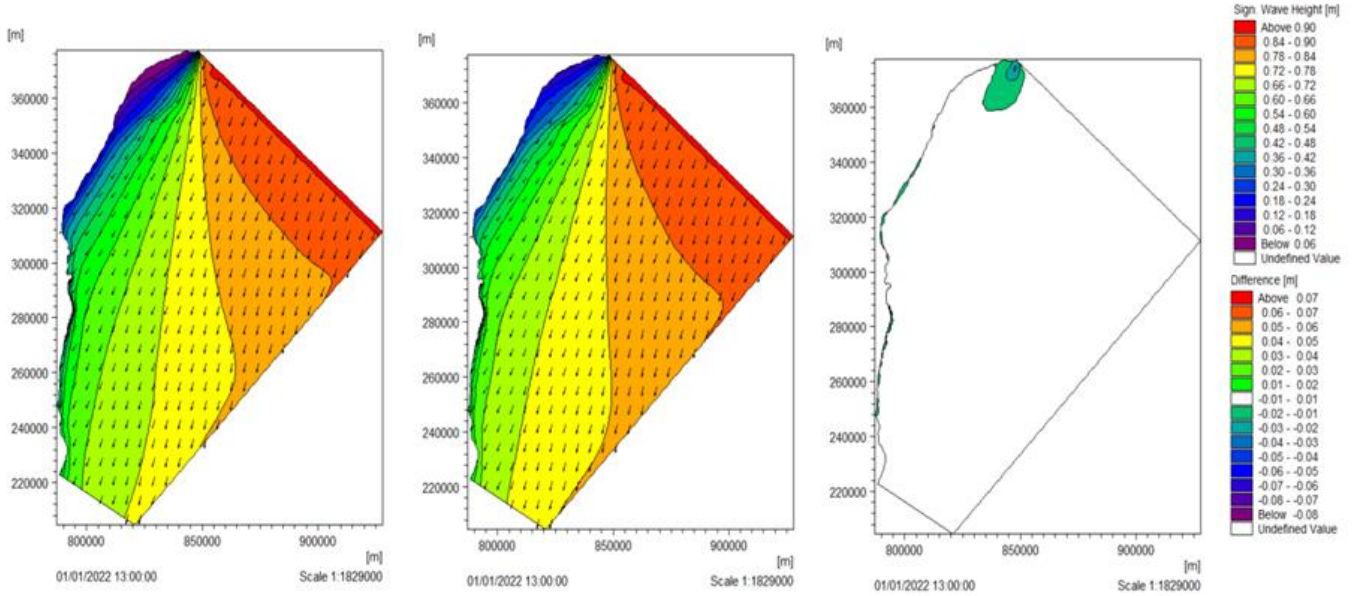 [m]
360000
340000
320000
300000
280000
260000
240000
220000
800000
850000
900000
[m]
01/01/2022 13:00:00
Scale 1:1829000
[m]
360000
340000
320000
300000
280000
260000
240000
220000
800000
850000
900000
[m]
01/01/2022 13:00:00
Scale 1:1829000
[m]
360000
340000
320000
300000
280000
260000
240000
220000
800000
850000
900000
[m]
01/01/2022 13:00:00
Scale 1:1829000
Sign. Wave Height [m]
Above 0.90
0.84 - 0.90
0.78 - 0.84
0.72 - 0.78
0.66 - 0.72
0.60 - 0.66
0.54 - 0.60
0.48 - 0.54
0.42 - 0.48
0.36 - 0.42
0.30 - 0.36
0.24 - 0.30
0.18 - 0.24
0.12 - 0.18
0.06 - 0.12
Below 0.06
Undefined Value
Difference [m]
Above 0.07
0.06 - 0.07
0.05 - 0.06
0.04 - 0.05
0.03 - 0.04
0.02 - 0.03
0.01 - 0.02
-0.01 - 0.01
-0.02 - -0.01
-0.03 - -0.02
-0.04 - -0.03
-0.05 - -0.04
-0.06 - -0.05
-0.07 - -0.06
-0.08 - -0.07
Below -0.08
Undefined Value